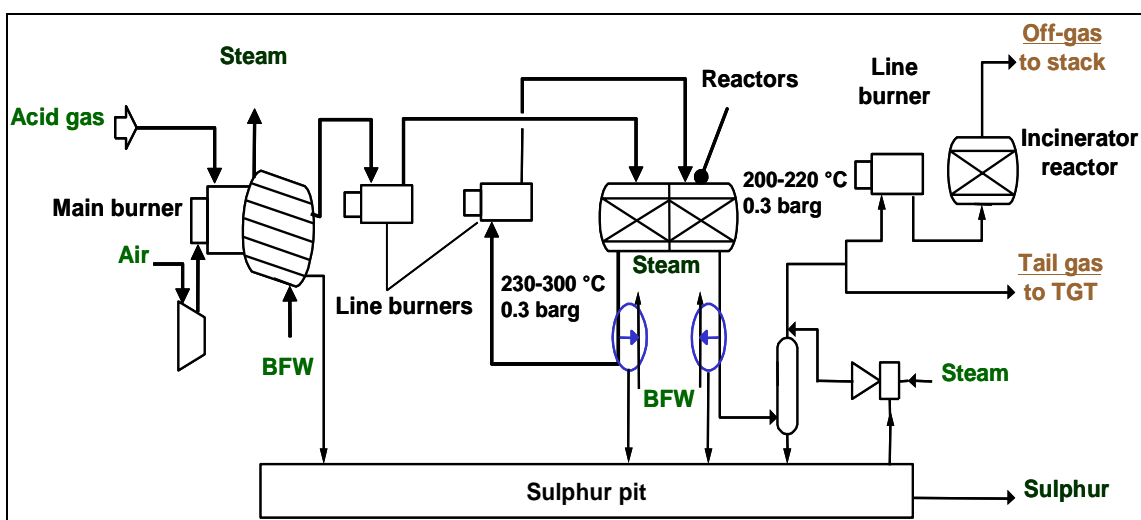 Off-gas
to stack
Steam
Line
burner
Reactors
Acid gas
Incinerator
reactor
200-220 °C
0.3 barg
Main burner
Air
Steam
Tail gas
to TGT
230-300 °C
0.3 barg
Line burners
BFW
BFW
Steam
Sulphur pit
Sulphur